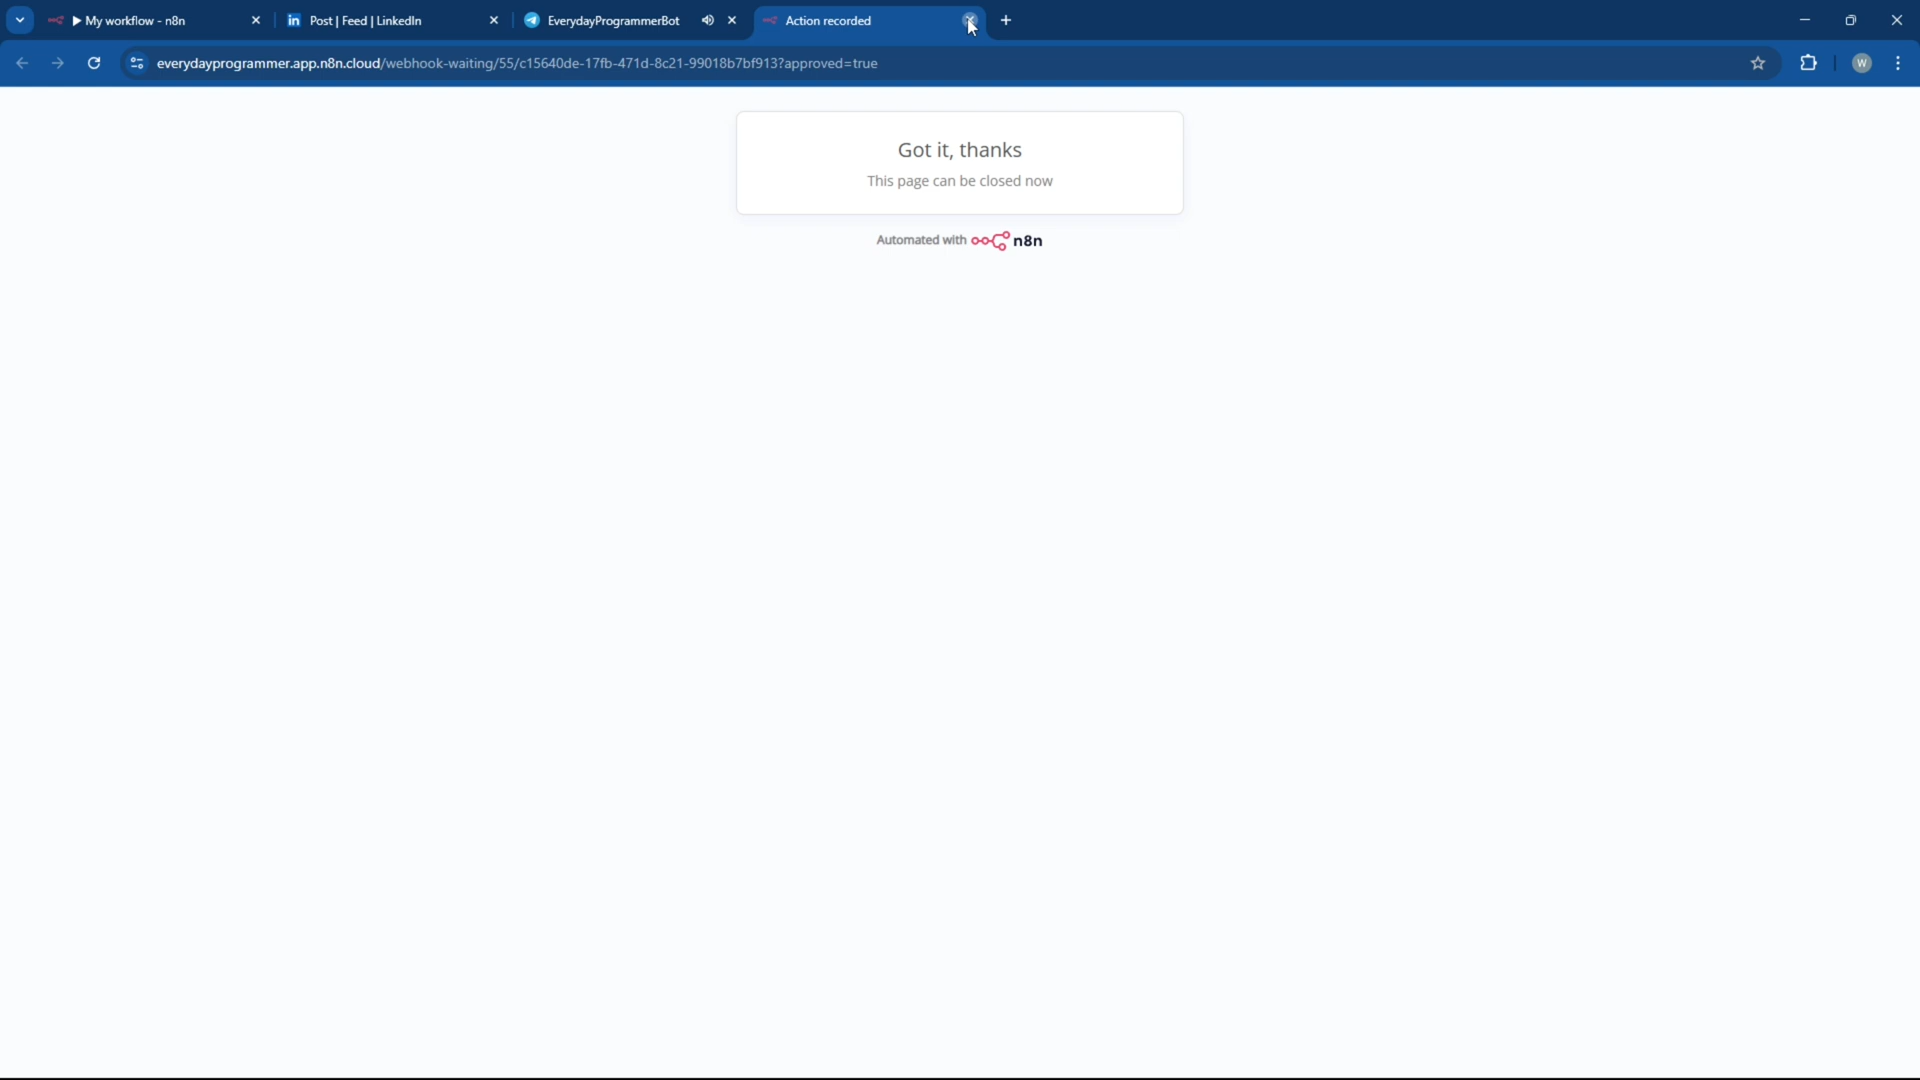 My workflow - n8n
Post | Feed | LinkedIn
EverydayProgrammerBot
Action recorded
everydayprogrammer.app.n8n.cloud/webhook-waiting/55/c15640de-17fb-471d-8c21-99018b7bf913?approved=true
W
Got it, thanks
This page can be closed now
Automated with n8n